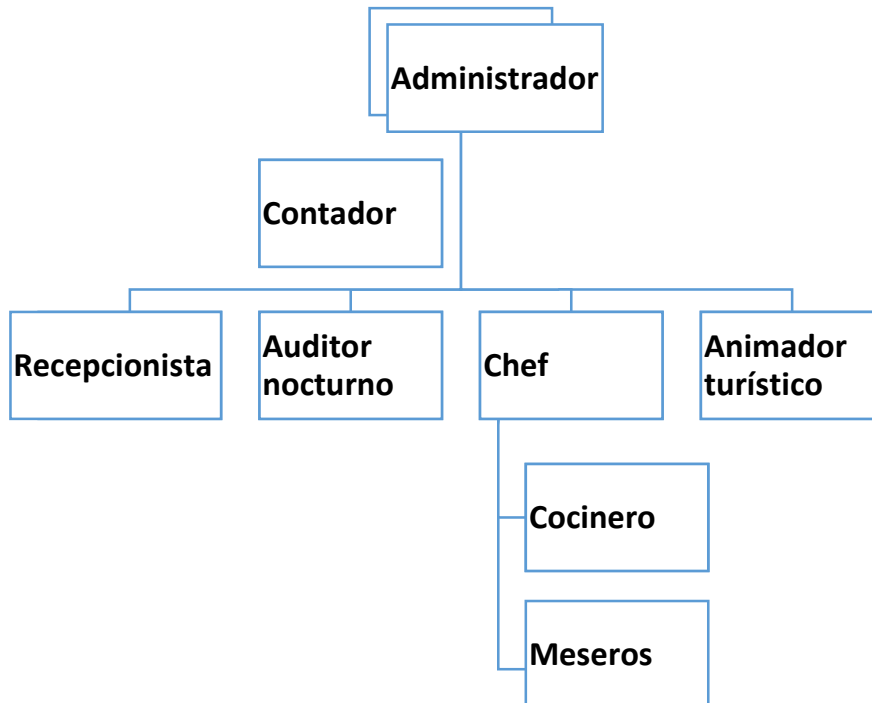 Administrador
Contador
Recepcionista
Auditor
nocturno
Chef
Animador
turístico
Cocinero
Meseros